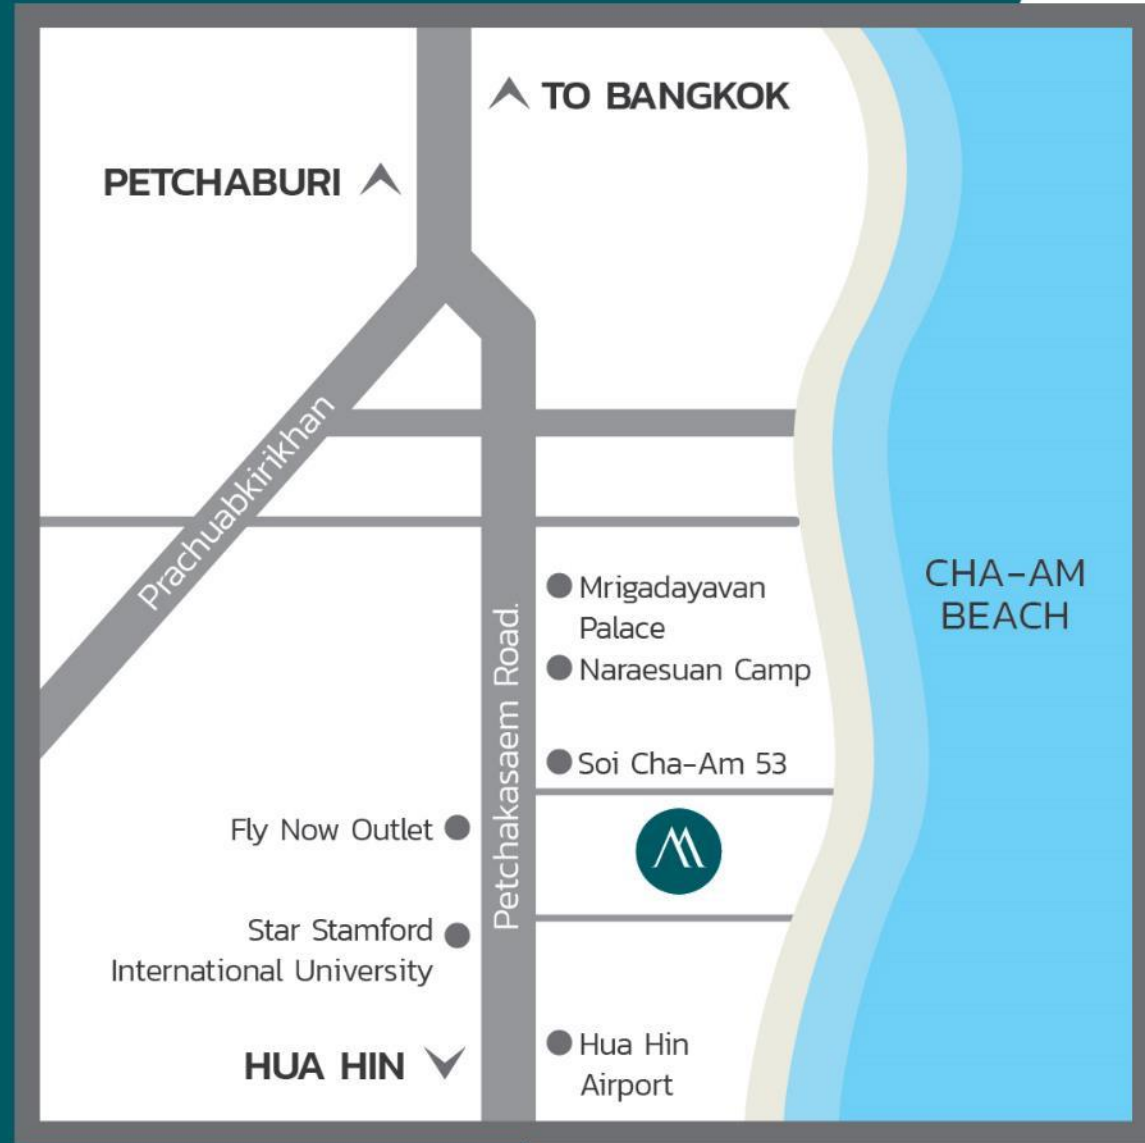 TO BANGKOK
PETCHABURI
Prachuabkirikhan
CHA-AM
BEACH
Mrigadayavan
Palace
Petchakasaem Road.
Naraesuan Camp
Soi Cha-Am 53
Fly Now Outlet
Star Stamford
International University
HUA HIN
Hua Hin
Airport